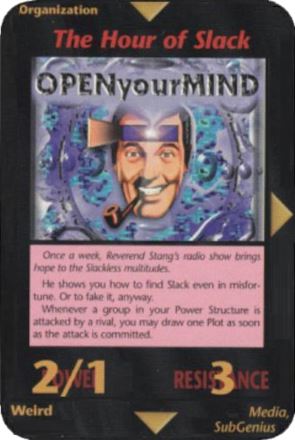 Organization
The Hour of Slack
OPENyourMIND
Once a week, Reverend Stang's radio show brings
hope to the Slackless multitudes.
He shows you how to find Slack even in misfor-
tune. Or to fake it, anyway.
Whenever a group in your Power Structure is
attacked by a rival, you may draw one Plot as soon
as the attack is committed.
2/1 POWER RESISTANCE 3
Weird
Media,
SubGenius